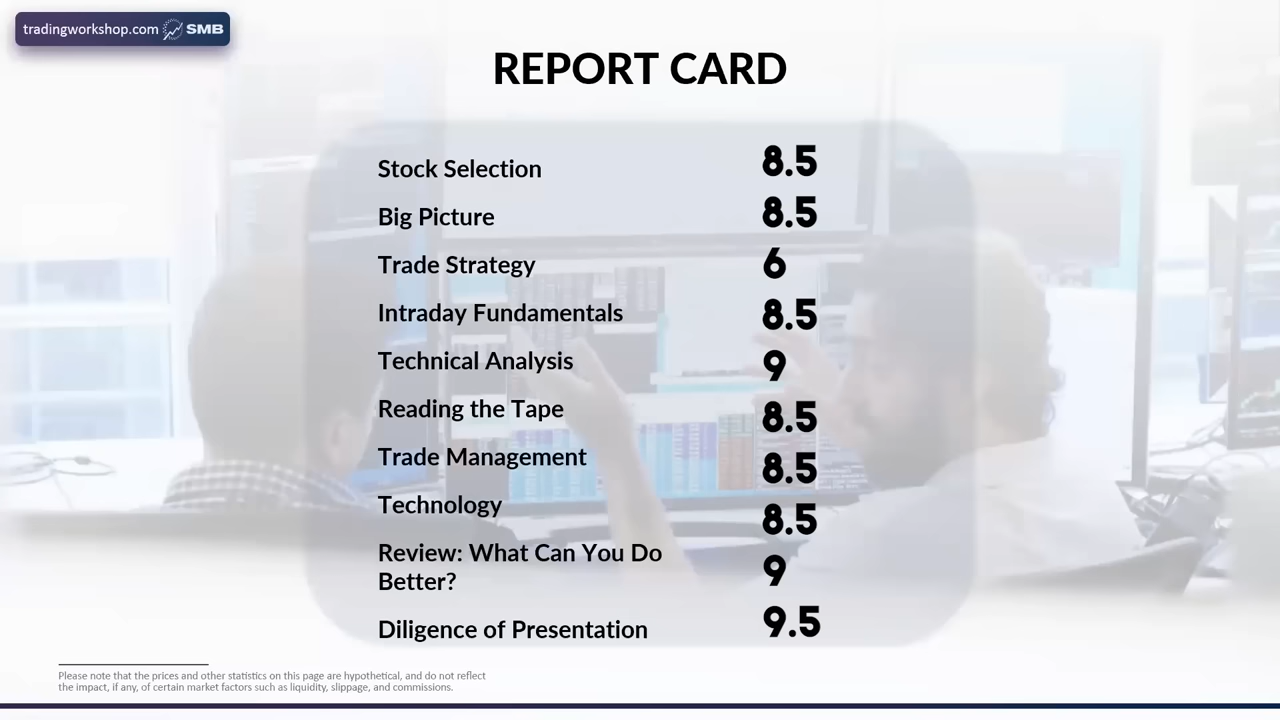 tradingworkshop.com SMB
REPORT CARD
Stock Selection 8.5
Big Picture 8.5
Trade Strategy 6
Intraday Fundamentals 8.5
Technical Analysis 9
Reading the Tape 8.5
Trade Management 8.5
Technology 8.5
Review: What Can You Do
Better? 9
Diligence of Presentation 9.5
Please note that the prices and other statistics on this page are hypothetical, and do not reflect
the impact, if any, of certain market factors such as liquidity, slippage, and commissions.